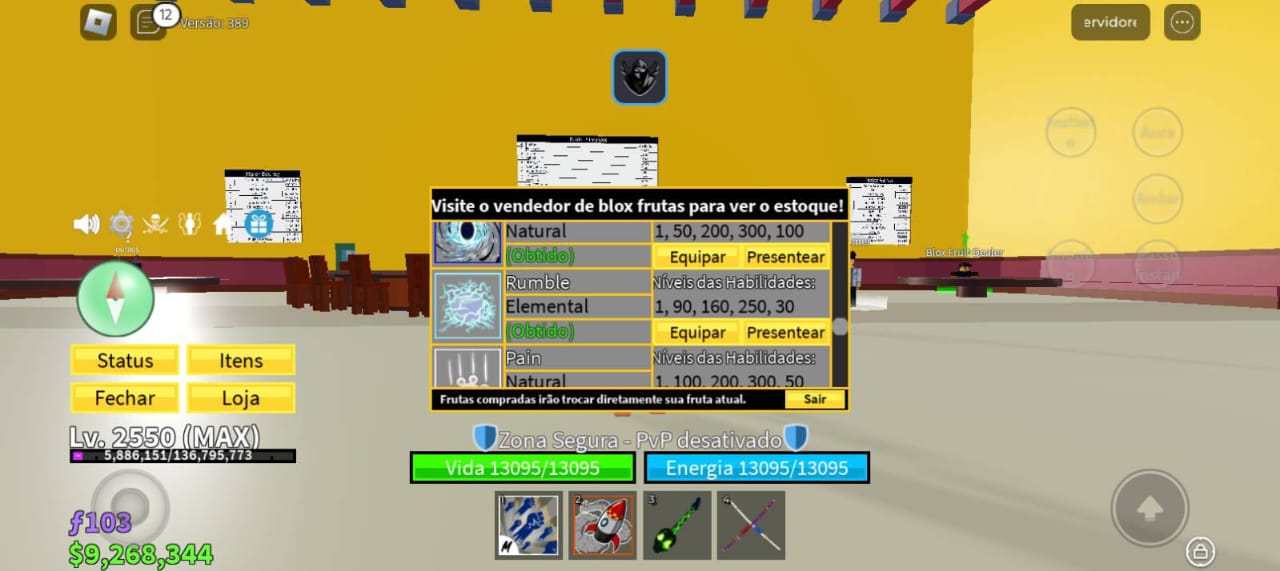 12
Versão: 389
ervidore
Aura
Visite o vendedor de blox frutas para ver o estoque!
Natural
1, 50, 200, 300, 100
(Obtido)
Equipar
Presentear
Rumble
Níveis das Habilidades:
Elemental
1, 90, 160, 250, 30
(Obtido)
Equipar
Presentear
Pain
Níveis das Habilidades:
Natural
1, 100, 200, 300, 50
Frutas compradas irão trocar diretamente sua fruta atual.
Sair
Blox Fruit Dealer
Status
Itens
Fechar
Loja
Lv. 2550 (MAX)
5,886,151/136,795,773
ƒ103
$9,268,344
Zona Segura - PvP desativado
Vida 13095/13095
Energia 13095/13095
1
2
3
4